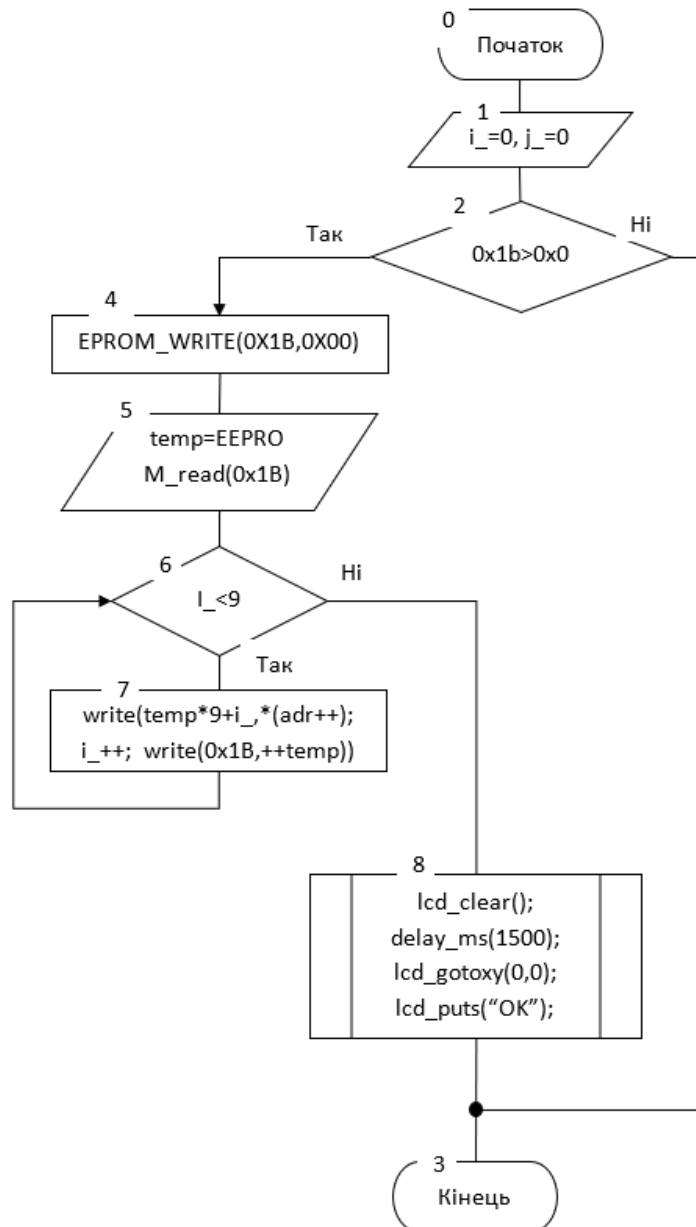 0
Початок
1
i_=0, j_=0
2
Так
Ні
0x1b>0x0
4
EPROM_WRITE(0X1B,0X00)
5
temp=EEPRO
M_read(0x1B)
6
Ні
I_<9
Так
7
write(temp*9+i_,*(adr++);
i_++; write(0x1B,++temp))
8
lcd_clear();
delay_ms(1500);
lcd_gotoxy(0,0);
lcd_puts(“OK”);
3
Кінець